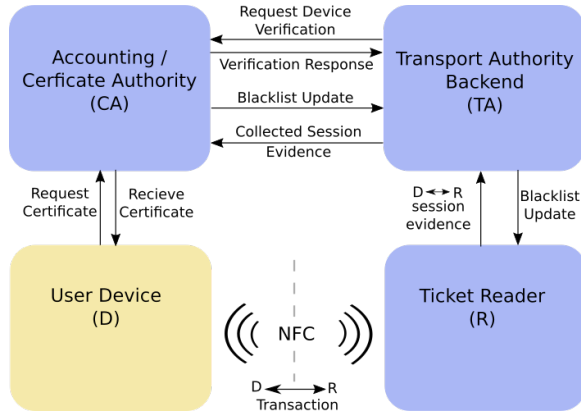 Request Device
Verification
Accounting /
Cerficate Authority
(CA)
Verification Response
Transport Authority
Backend
(TA)
Blacklist Update
Collected Session
Evidence
Request
Certificate
Recieve
Certificate
D R
session
evidence
Blacklist
Update
User Device
(D)
NFC
Ticket Reader
(R)
D R
Transaction